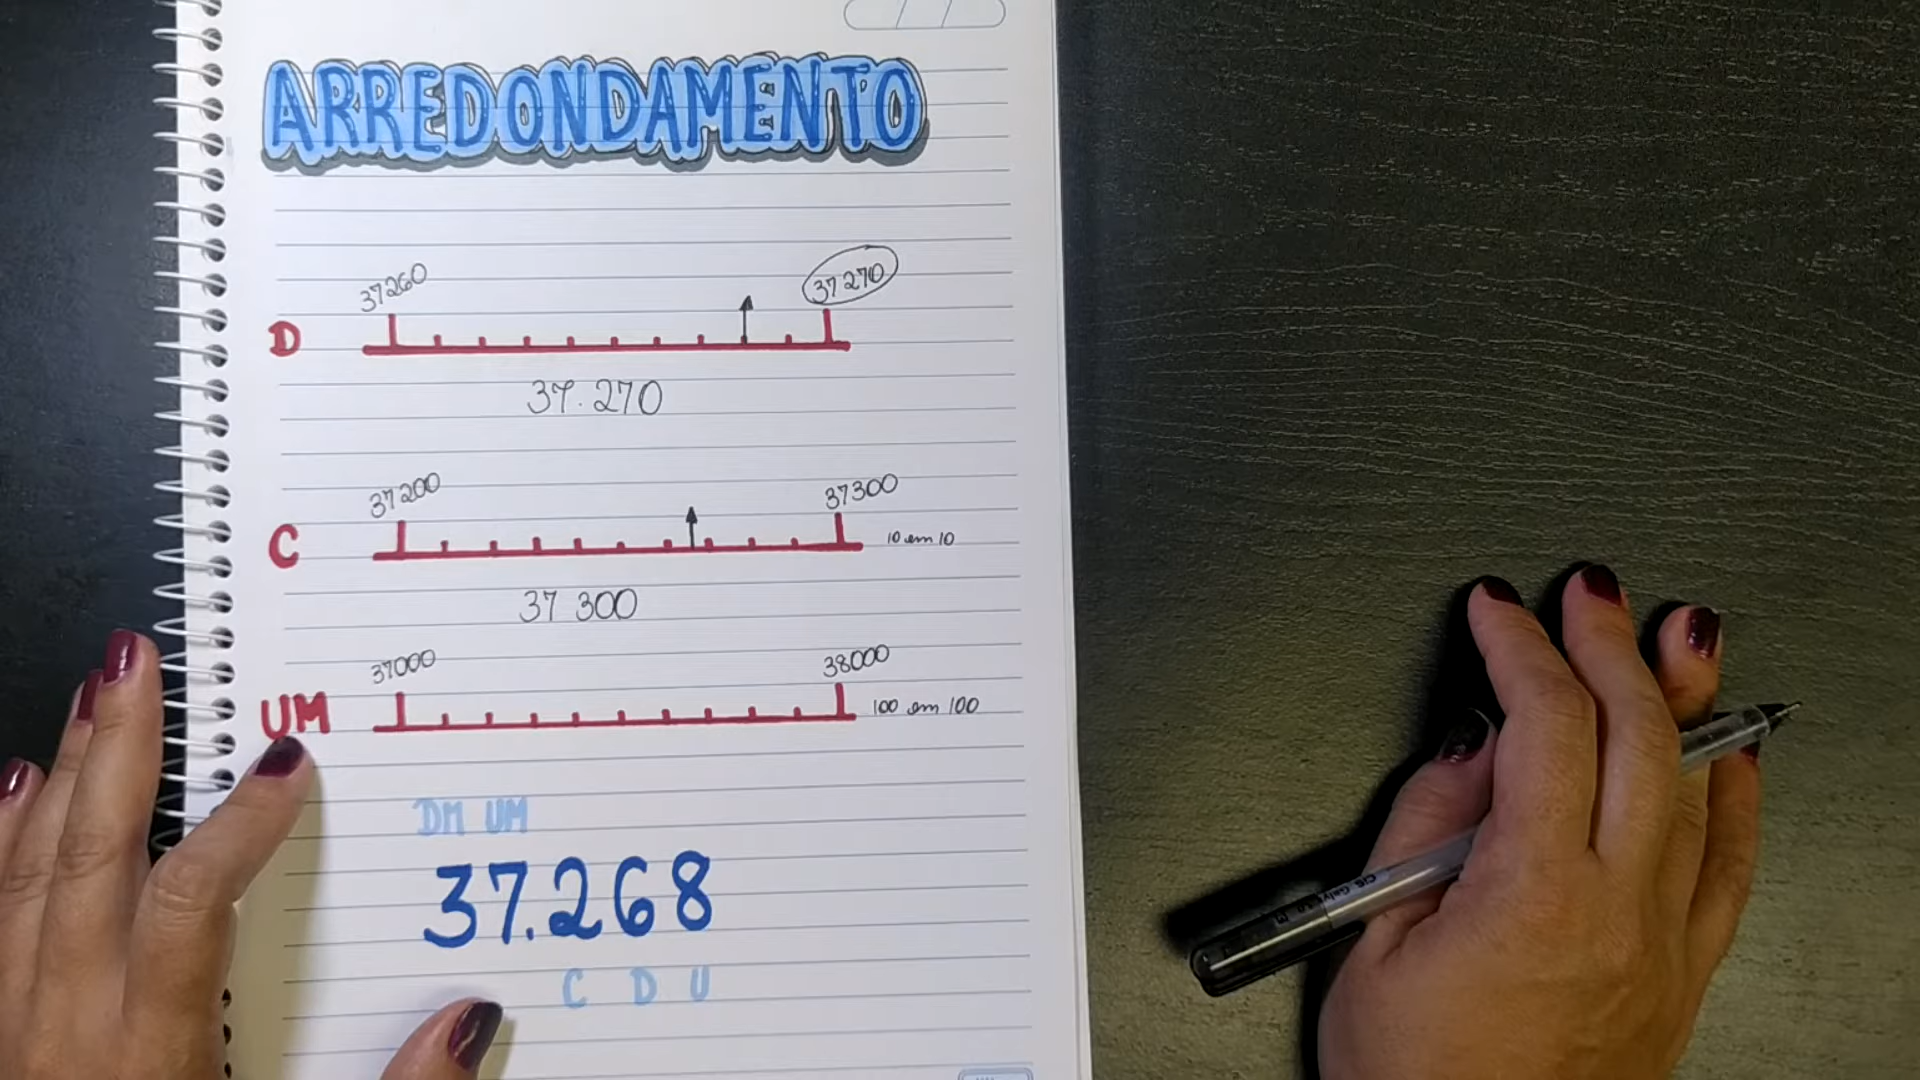 ARREDONDAMENTO
37260 37270
D
37.270
37200 37300
C 10 em 10
37 300
37000 38000
UM 100 em 100
DM UM
37.268
C D U
CIS